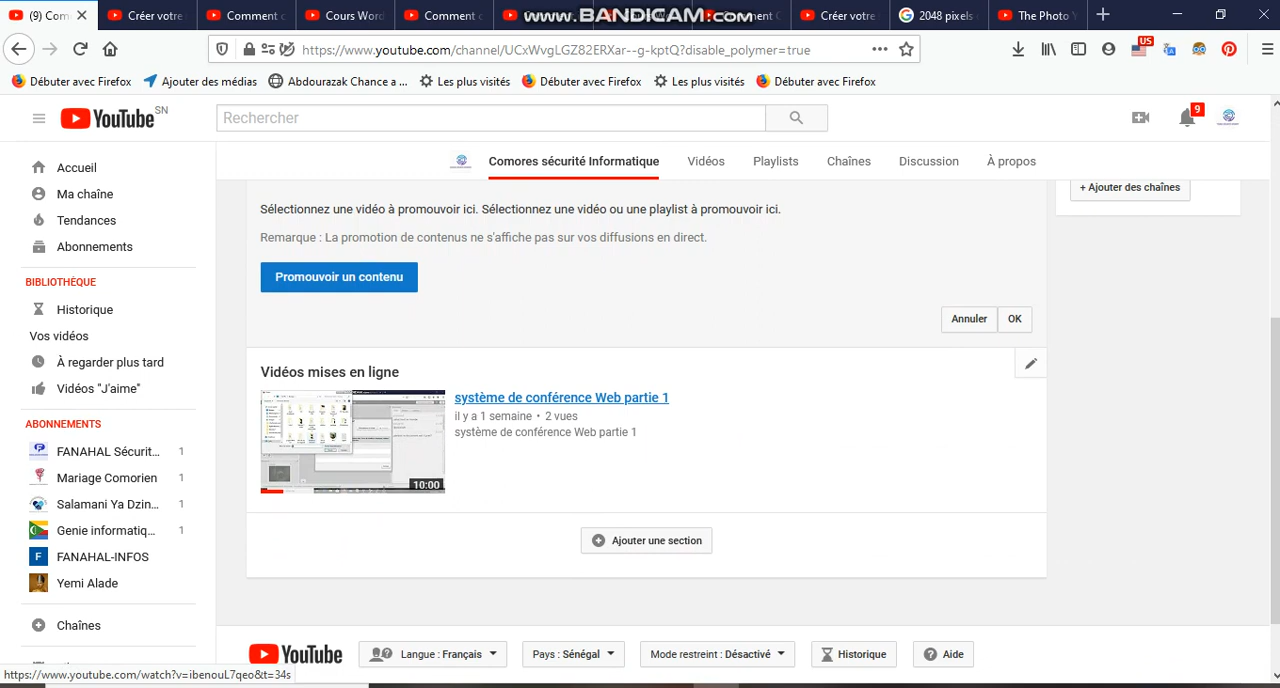 (9) Com
Créer votre
Comment c
Cours Word
Comment c
www.BANDICAM.com
Créer votre
2048 pixels
The Photo
https://www.youtube.com/channel/UCxWvgLGZ82ERXar--g-kptQ?disable_polymer=true
US
Débuter avec Firefox
Ajouter des médias
Abdourazak Chance a ...
Les plus visités
Débuter avec Firefox
Les plus visités
Débuter avec Firefox
YouTube SN
Rechercher
9
Accueil
Ma chaîne
Tendances
Abonnements
BIBLIOTHÈQUE
Historique
Vos vidéos
À regarder plus tard
Vidéos "J'aime"
ABONNEMENTS
FANAHAL Sécurit... 1
Mariage Comorien 1
Salamani Ya Dzin... 1
Genie informatiq... 1
F FANAHAL-INFOS
Yemi Alade
Chaînes
Comores sécurité Informatique
Vidéos
Playlists
Chaînes
Discussion
À propos
+ Ajouter des chaînes
Sélectionnez une vidéo à promouvoir ici. Sélectionnez une vidéo ou une playlist à promouvoir ici.
Remarque : La promotion de contenus ne s'affiche pas sur vos diffusions en direct.
Promouvoir un contenu
Annuler
OK
Vidéos mises en ligne
10:00
système de conférence Web partie 1
il y a 1 semaine • 2 vues
système de conférence Web partie 1
Ajouter une section
YouTube
Langue : Français
Pays : Sénégal
Mode restreint : Désactivé
Historique
Aide
https://www.youtube.com/watch?v=ibenouL7qeo&t=34s